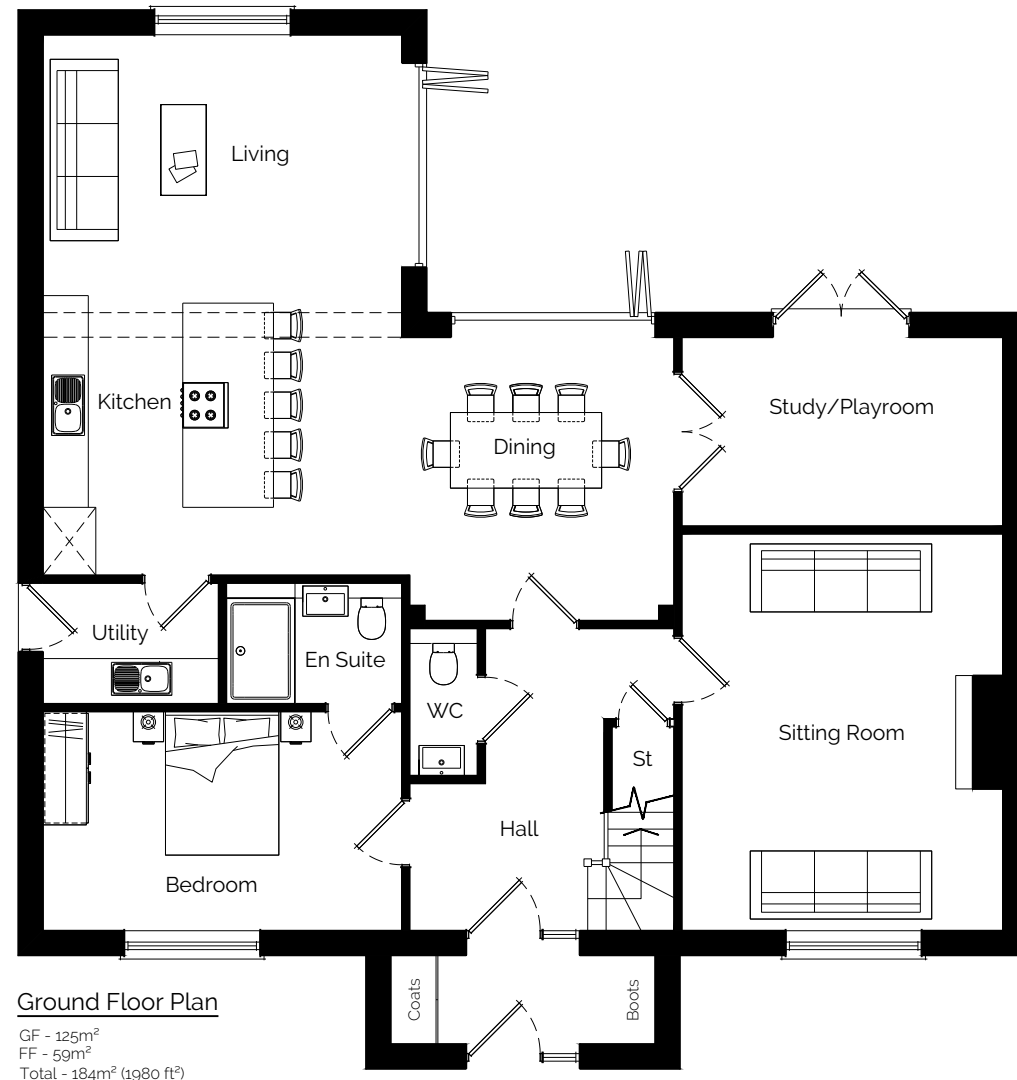 Living
Kitchen
Study/Playroom
Dining
Utility
En Suite
WC
Sitting Room
St
Hall
Bedroom
Coats
Boots
Ground Floor Plan
GF - 125m²
FF - 59m²
Total - 184m² (1980 ft²)